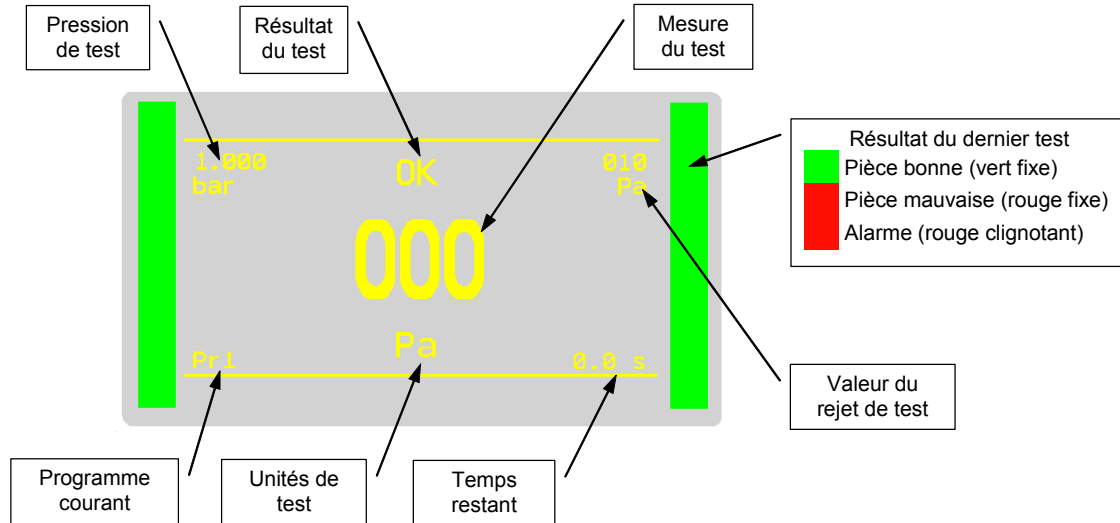 Pression
de test
Résultat
du test
Mesure
du test
1.000
bar
OK
010
Pa
000
Pr1
Pa
0.0 s
Résultat du dernier test
Pièce bonne (vert fixe)
Pièce mauvaise (rouge fixe)
Alarme (rouge clignotant)
Valeur du
rejet de test
Programme
courant
Unités de
test
Temps
restant